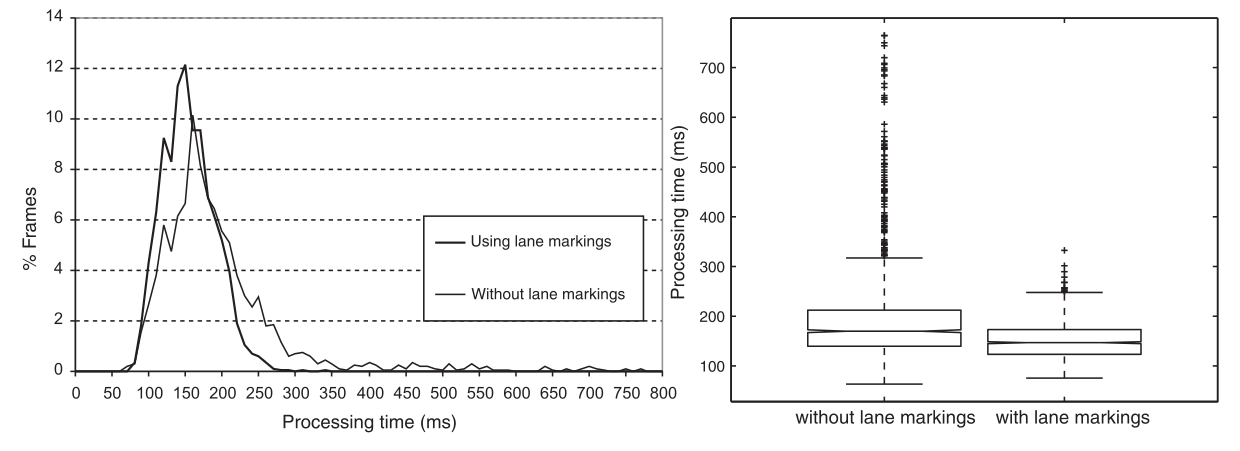 14
12
10
8
6
4
2
0
% Frames
Using lane markings
Without lane markings
0 50 100 150 200 250 300 350 400 450 500 550 600 650 700 750 800
Processing time (ms)
700
600
500
400
300
200
100
Processing time (ms)
without lane markings with lane markings